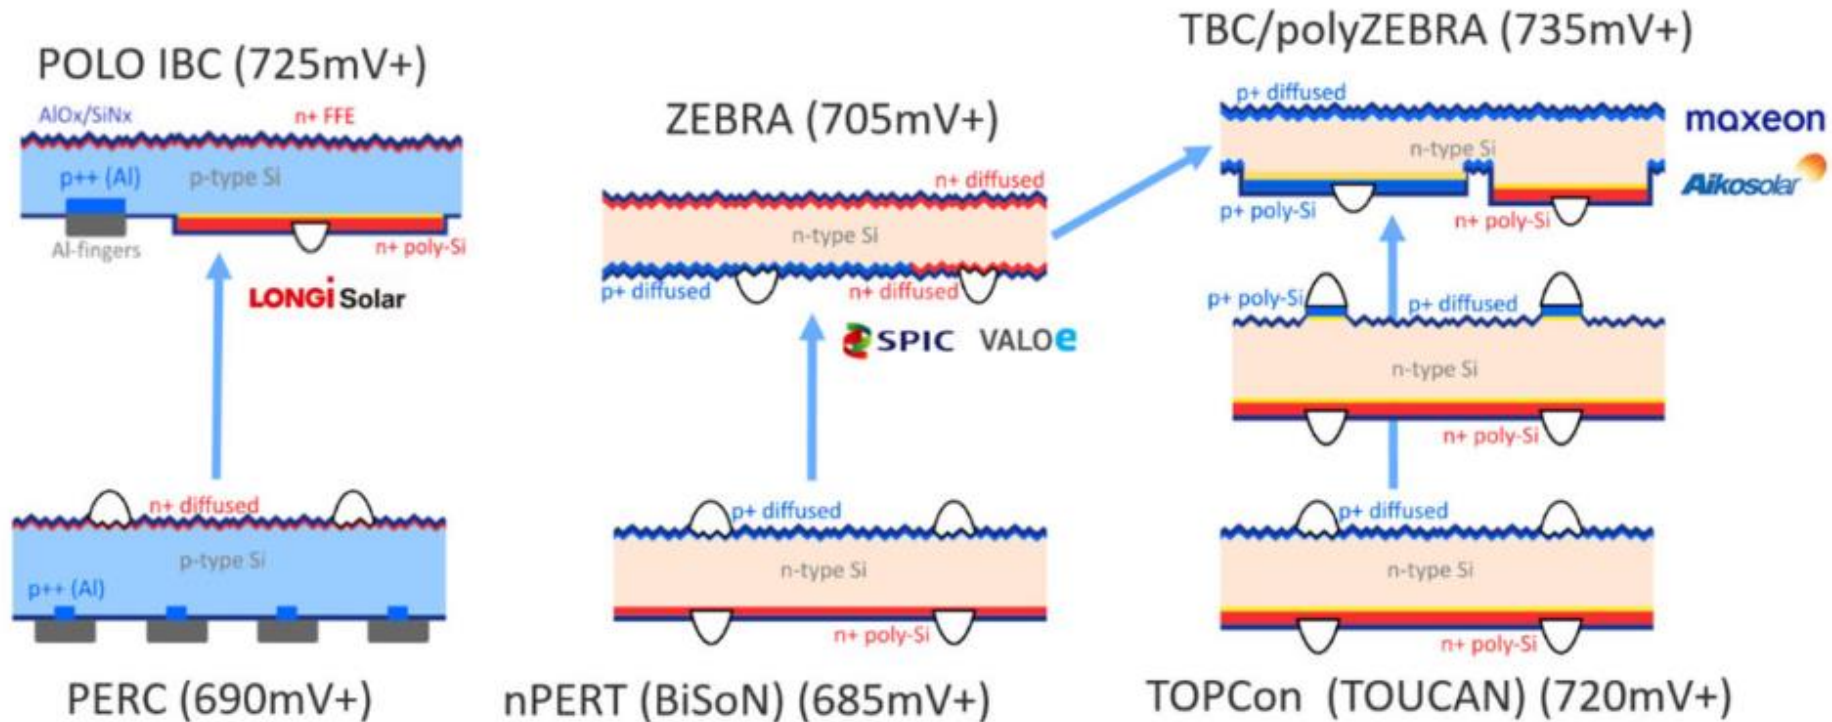 POLO IBC (725mV+)
AlOx/SiNx
n+ FFE
p++ (Al)
p-type Si
Al-fingers
n+ poly-Si
LONGi Solar
n+ diffused
p-type Si
p++ (Al)
PERC (690mV+)
ZEBRA (705mV+)
n+ diffused
n-type Si
p+ diffused
n+ diffused
SPIC
VALOe
p+ diffused
n-type Si
n+ poly-Si
nPERT (BiSoN) (685mV+)
TBC/polyZEBRA (735mV+)
p+ diffused
n-type Si
maxeon
Aikosolar
p+ poly-Si
n+ poly-Si
p+ poly-Si
p+ diffused
n-type Si
n+ poly-Si
p+ diffused
n-type Si
n+ poly-Si
TOPCon (TOUCAN) (720mV+)